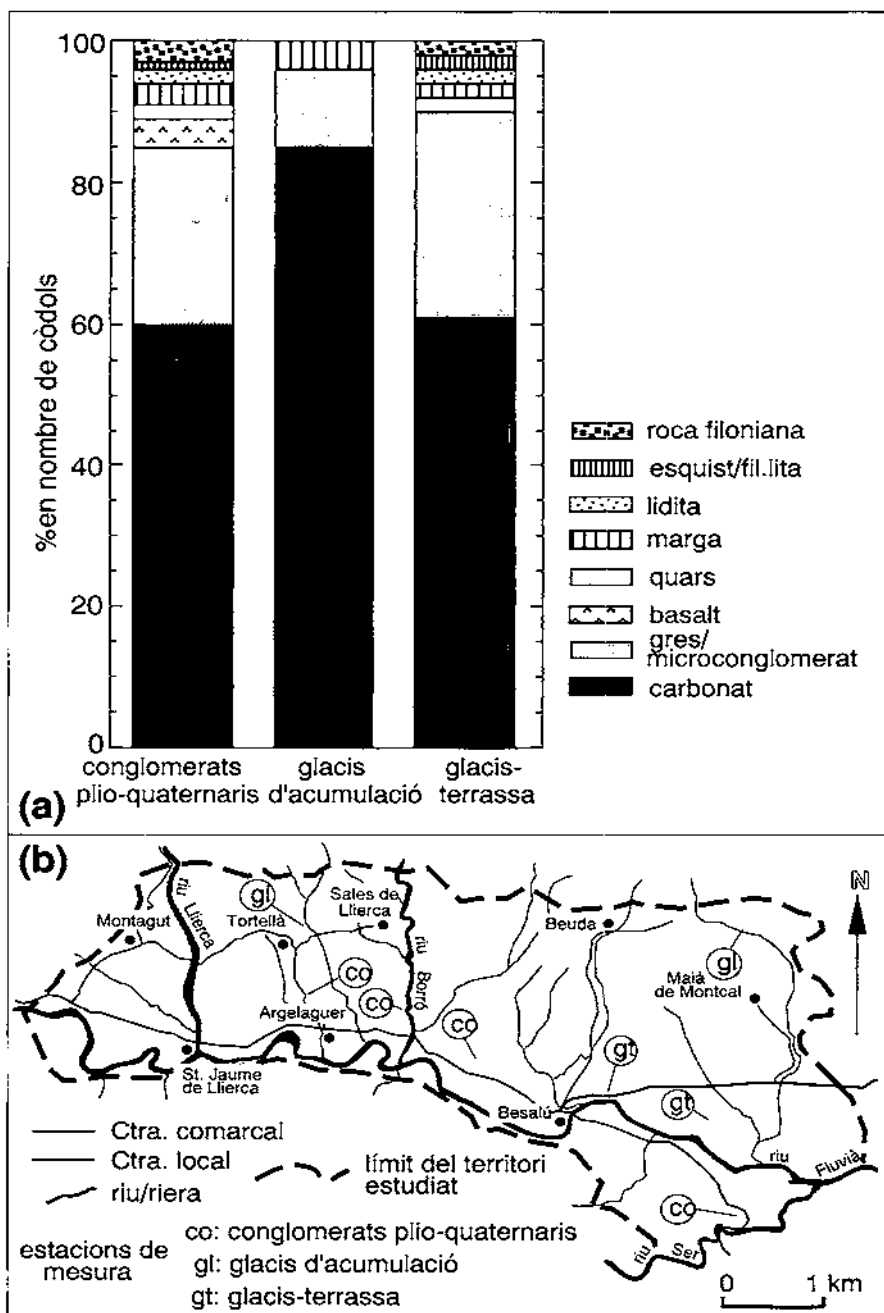 100
80
60
40
20
0
%en nombre de còdols
conglomerats
plio-quaternaris
glacis
d'acumulació
glacis-
terrassa
roca filoniana
esquist/fil.lita
lidita
marga
quars
basalt
gres/
microconglomerat
carbonat
(a)
(b)
riu Llierca
gl
Sales de
Llierca
Montagut
Tortellà
riu Borró
Beuda
N
co
gl
Maià
de Montcal
co
Argelaguer
co
gt
St. Jaume
de Llierca
Besalú
gt
riu Fluvià
co
riu Ser
Ctra. comarcal
Ctra. local
riu/riera
límit del territori
estudiat
estacions de
mesura
co: conglomerats plio-quaternaris
gl: glacis d'acumulació
gt: glacis-terrassa
0 1 km